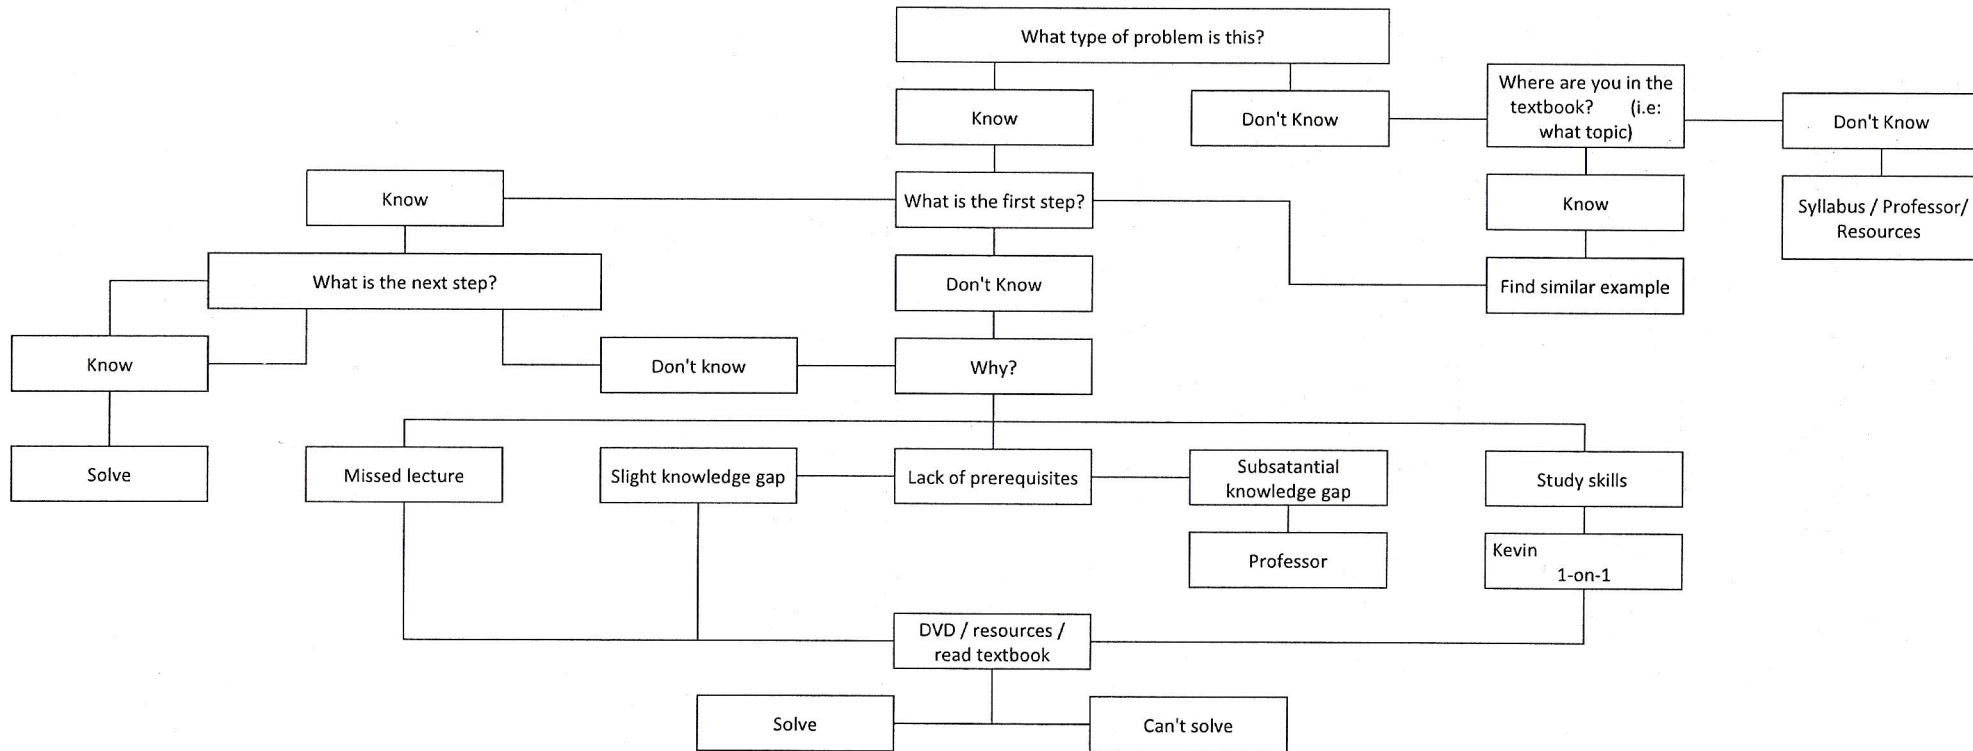 What type of problem is this?
Know
Don't Know
Where are you in the
textbook? (i.e:
what topic)
Don't Know
Know
What is the first step?
Know
Syllabus / Professor/
Resources
What is the next step?
Don't Know
Find similar example
Know
Don't know
Why?
Solve
Missed lecture
Slight knowledge gap
Lack of prerequisites
Subsatantial
knowledge gap
Study skills
Professor
Kevin
1-on-1
DVD / resources /
read textbook
Solve
Can't solve